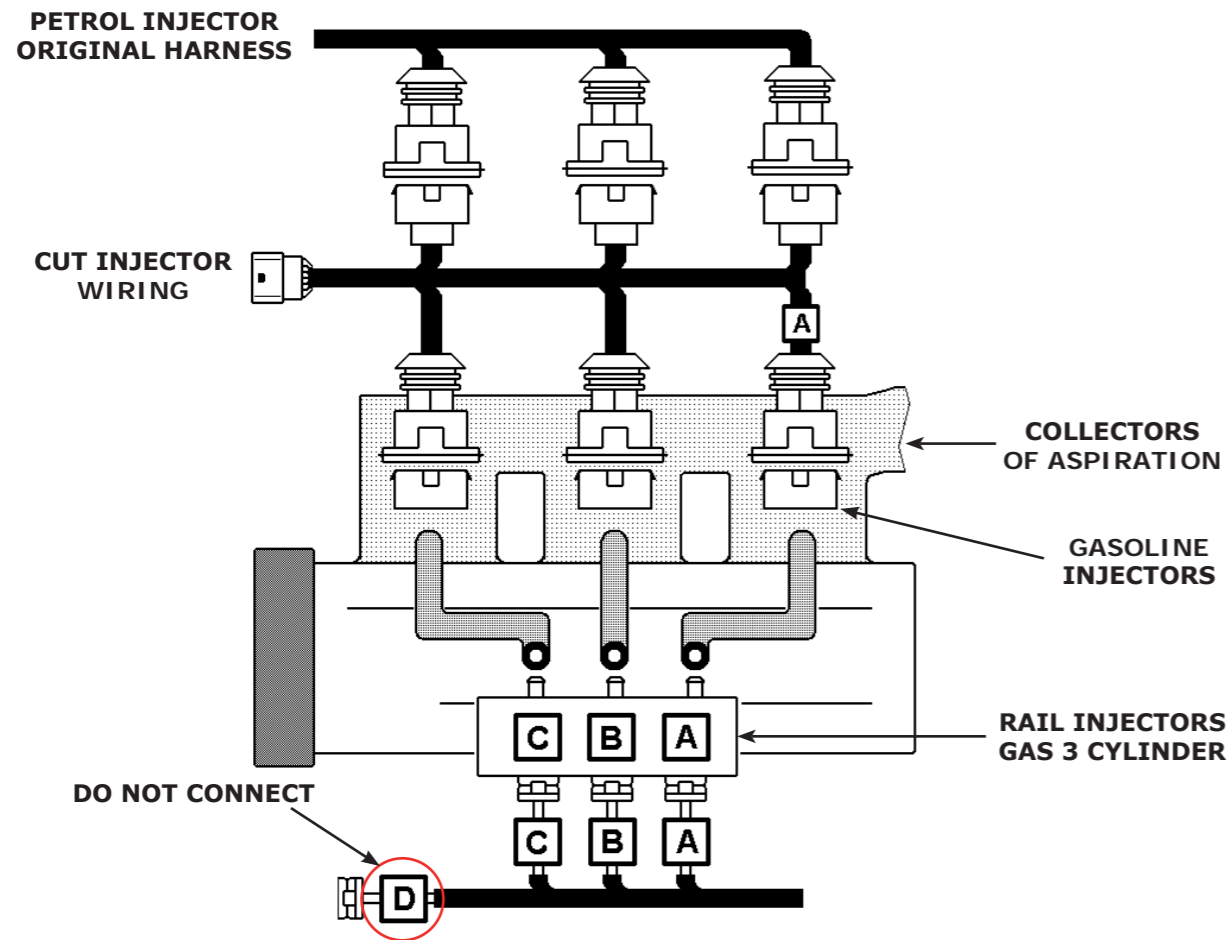 PETROL INJECTOR
ORIGINAL HARNESS
CUT INJECTOR
WIRING
A
COLLECTORS
OF ASPIRATION
GASOLINE
INJECTORS
C B A
RAIL INJECTORS
GAS 3 CYLINDER
DO NOT CONNECT
C B A
D